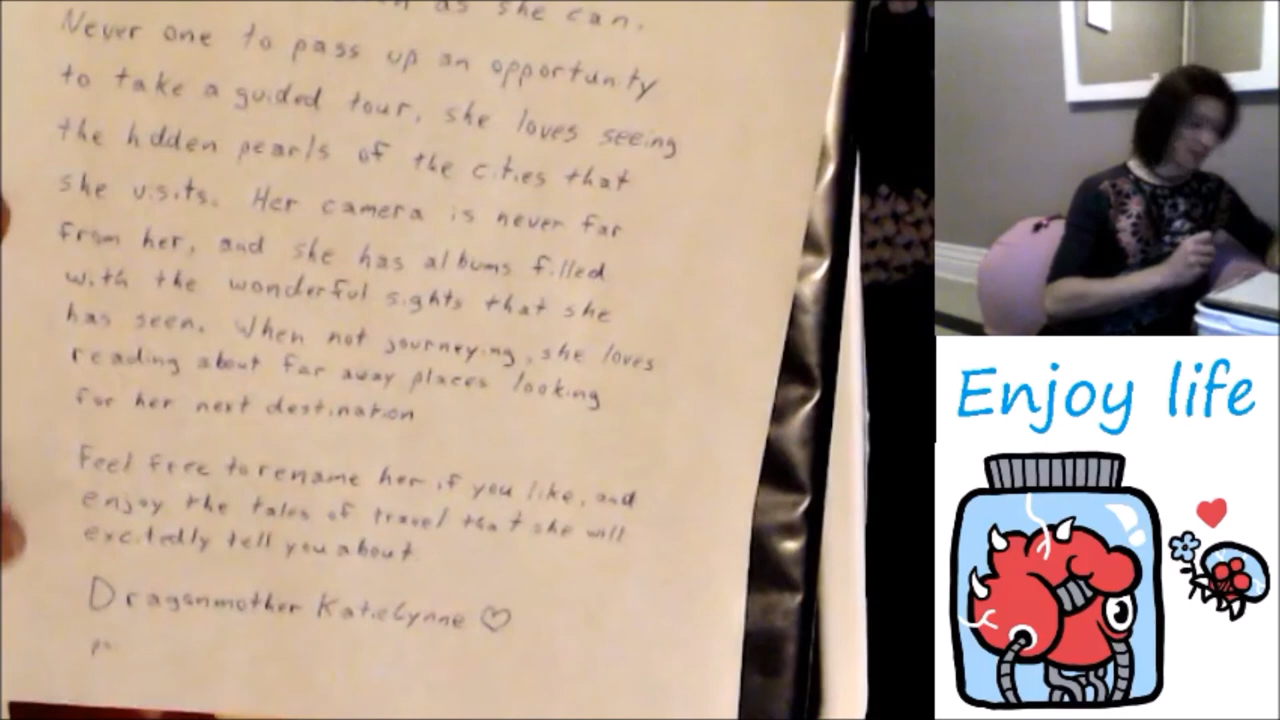 as she can.
Never one to pass up an opportunity
to take a guided tour, she loves seeing
the hidden pearls of the cities that
she visits. Her camera is never far
from her, and she has albums filled
with the wonderful sights that she
has seen. When not journeying, she loves
reading about far away places looking
for her next destination
Feel free to rename her if you like, and
enjoy the tales of travel that she will
excitedly tell you about
Dragonmother KatieLynne ♡
Enjoy life